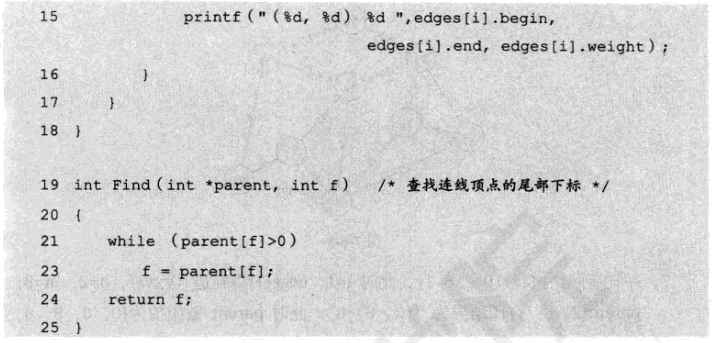 15 printf ("(%d, %d) %d ",edges[i].begin,
edges[i].end, edges[i].weight);
16 }
17 }
18 }
19 int Find(int *parent, int f) /* 查找连线顶点的尾部下标 */
20 {
21 while (parent[f]>0)
23 f = parent[f];
24 return f;
25 }